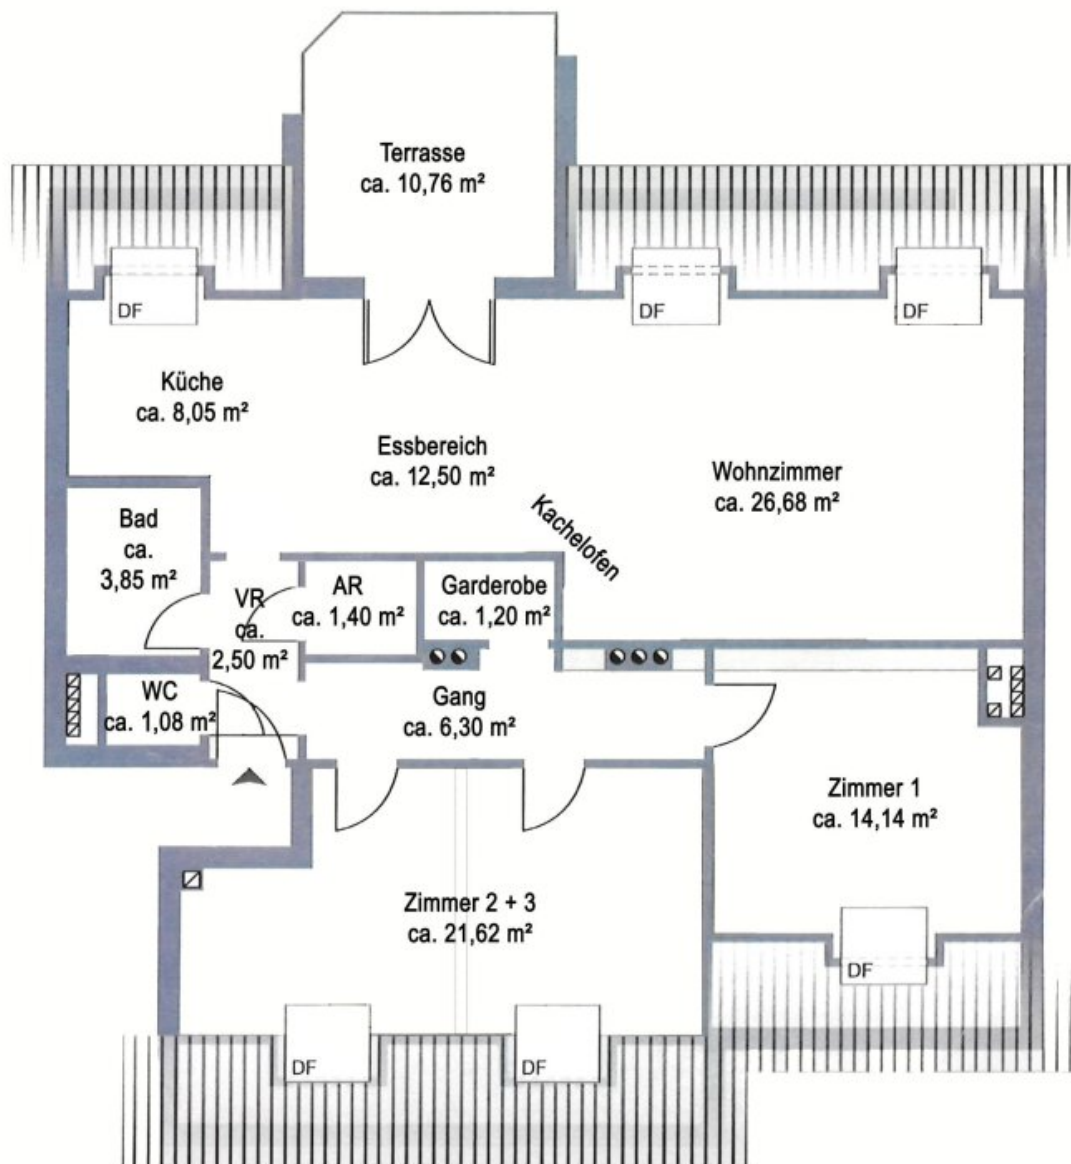 Terrasse
ca. 10,76 m²
DF
DF
DF
Küche
ca. 8,05 m²
Essbereich
ca. 12,50 m²
Wohnzimmer
ca. 26,68 m²
Kachelofen
Bad
ca.
3,85 m²
VR
ca.
2,50 m²
AR
ca. 1,40 m²
Garderobe
ca. 1,20 m²
WC
ca. 1,08 m²
Gang
ca. 6,30 m²
Zimmer 1
ca. 14,14 m²
Zimmer 2 + 3
ca. 21,62 m²
DF
DF
DF